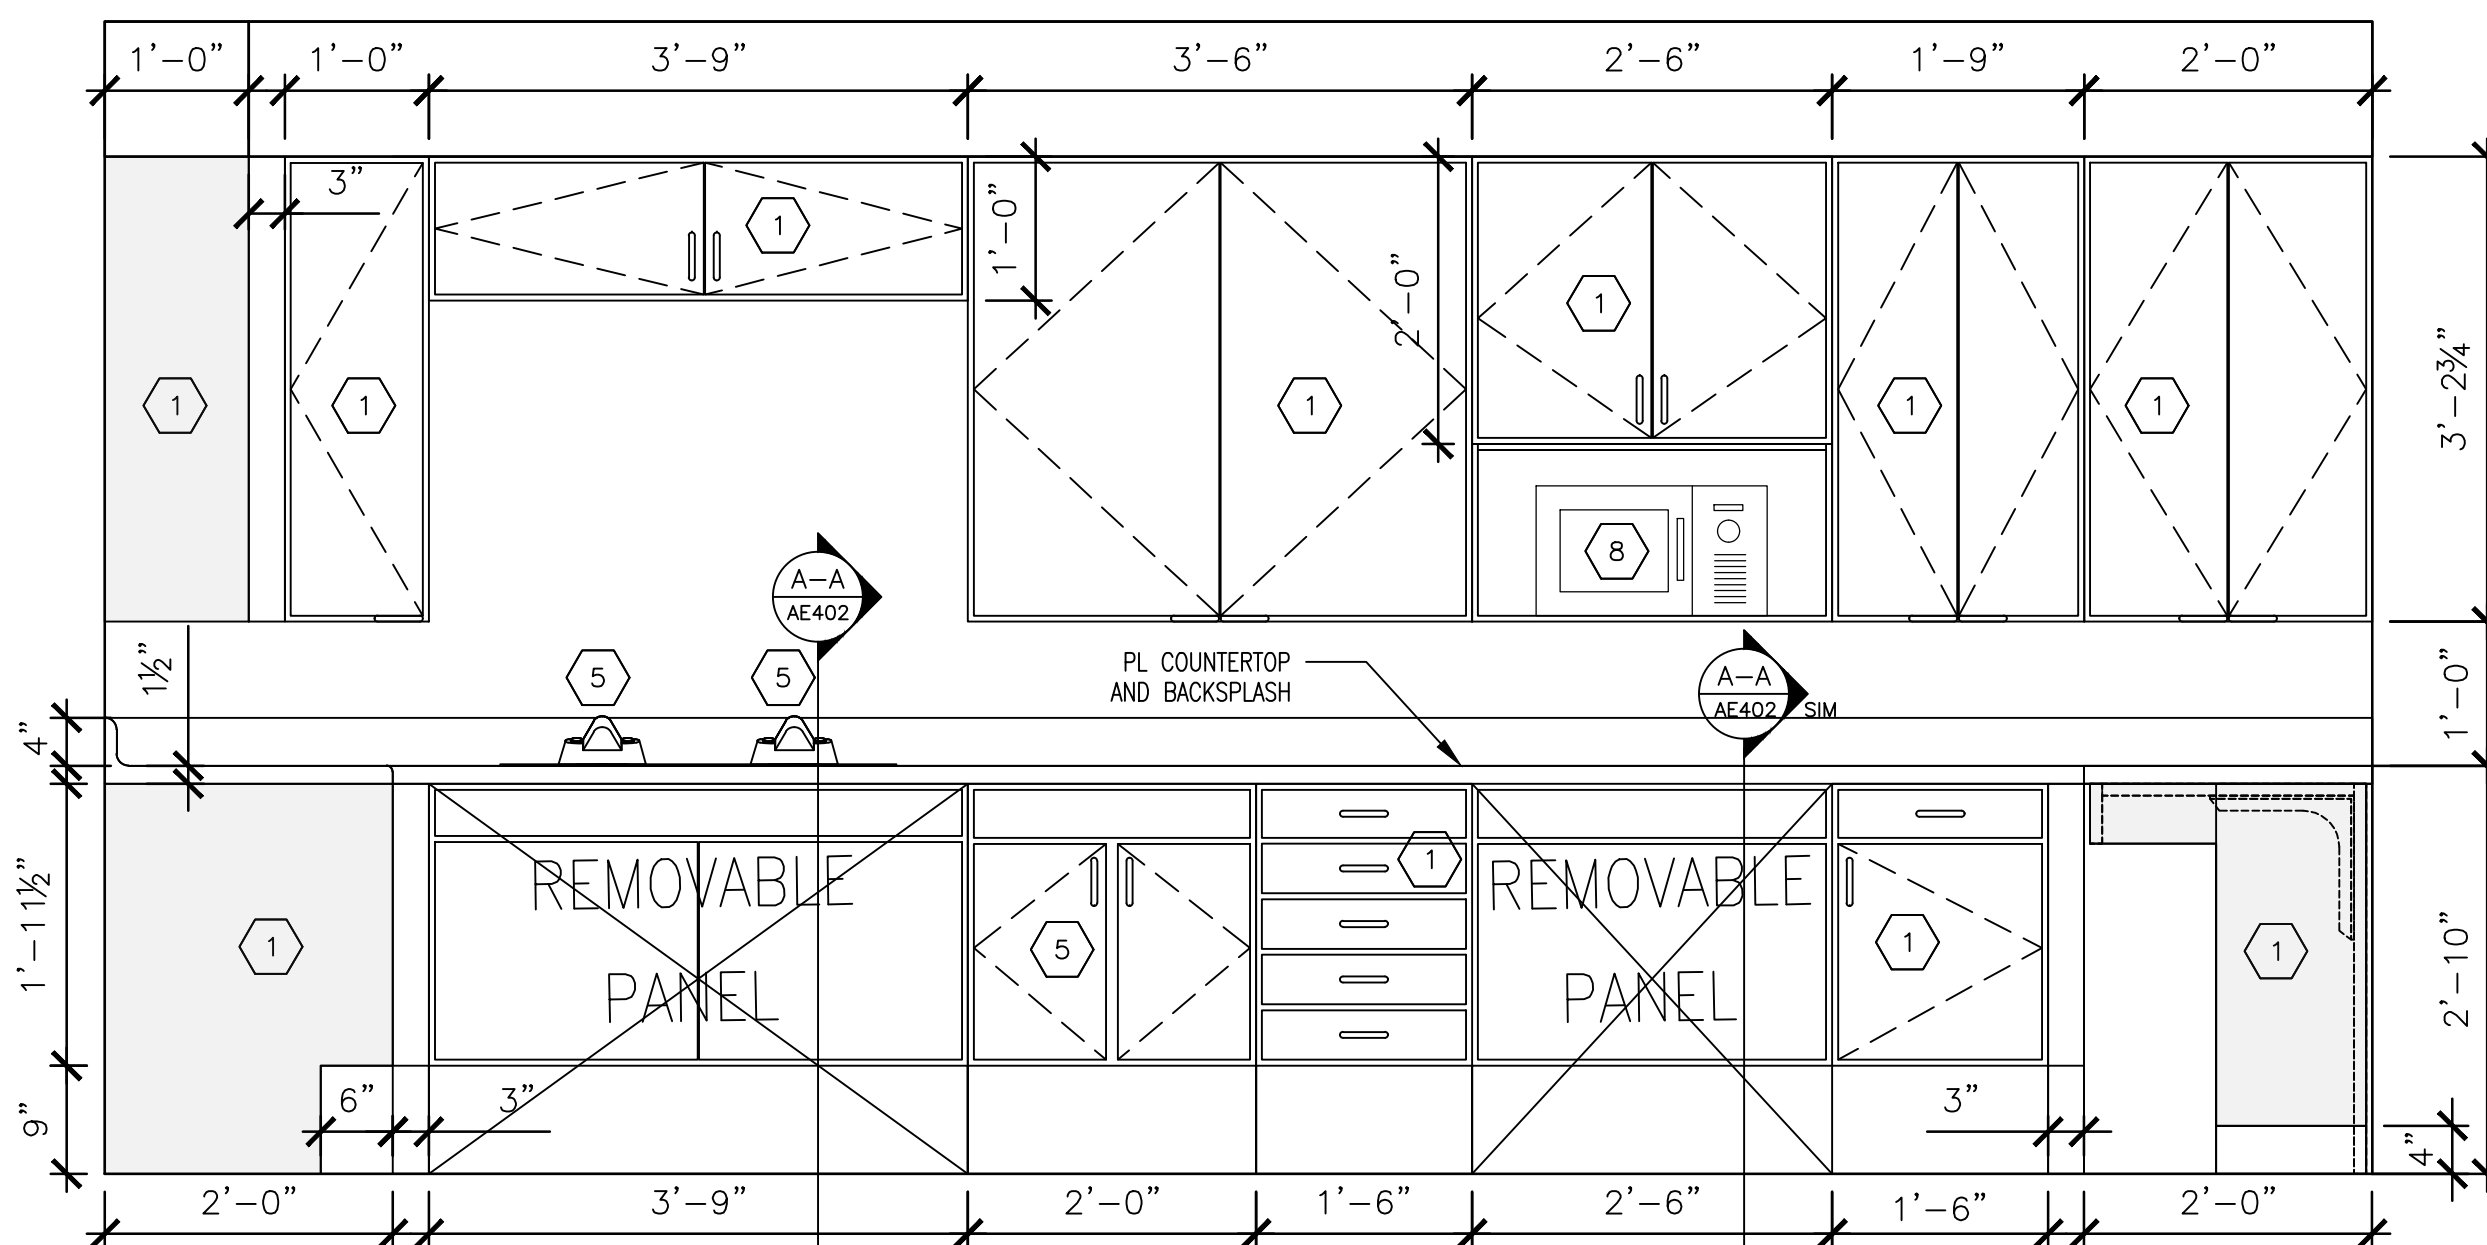 1'-0" 1'-0" 3'-9" 3'-6" 2'-6" 1'-9" 2'-0"
3"
1'-0"
2'-0"
1
1
3'-2¾"
1 1 1 1 1
8
A-A
AE402
1½"
5 5
PL COUNTERTOP
AND BACKSPLASH
A-A
AE402 SIM
4"
1'-0"
REMOVABLE
PANEL
1
REMOVABLE
PANEL
1'-11½"
1
5
1
1
2'-10"
6" 3" 3"
9"
4"
2'-0" 3'-9" 2'-0" 1'-6" 2'-6" 1'-6" 2'-0"